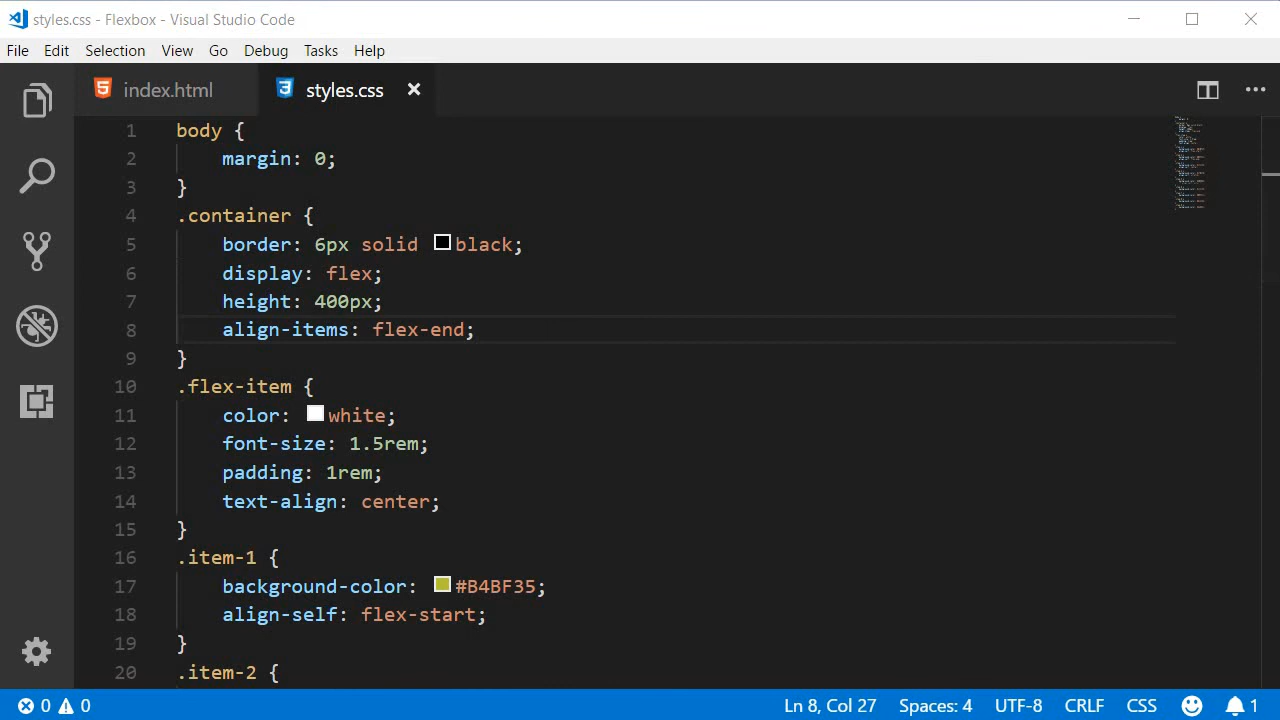 styles.css - Flexbox - Visual Studio Code
File Edit Selection View Go Debug Tasks Help
index.html styles.css
1 body {
2 margin: 0;
3 }
4 .container {
5 border: 6px solid black;
6 display: flex;
7 height: 400px;
8 align-items: flex-end;
9 }
10 .flex-item {
11 color: white;
12 font-size: 1.5rem;
13 padding: 1rem;
14 text-align: center;
15 }
16 .item-1 {
17 background-color: #B4BF35;
18 align-self: flex-start;
19 }
20 .item-2 {
0 0 Ln 8, Col 27 Spaces: 4 UTF-8 CRLF CSS 1